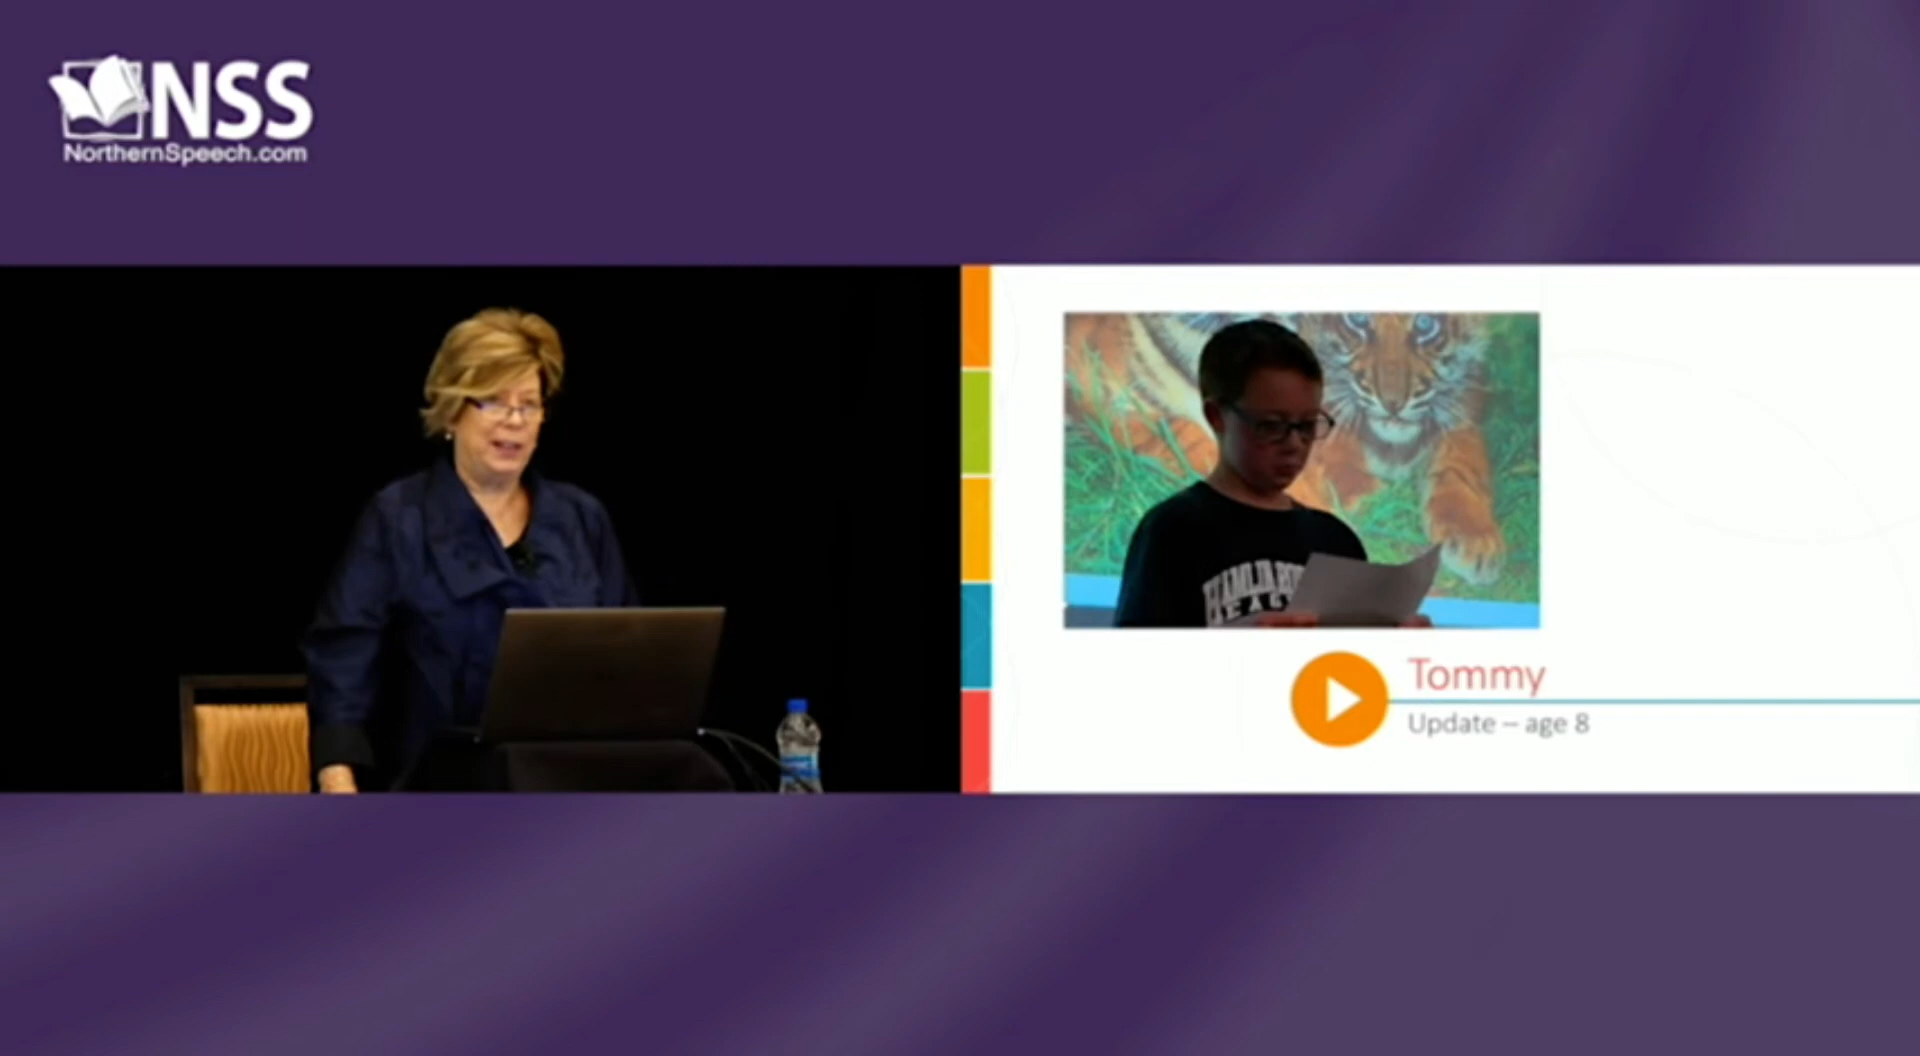 NSS
NorthernSpeech.com
Tommy
Update – age 8